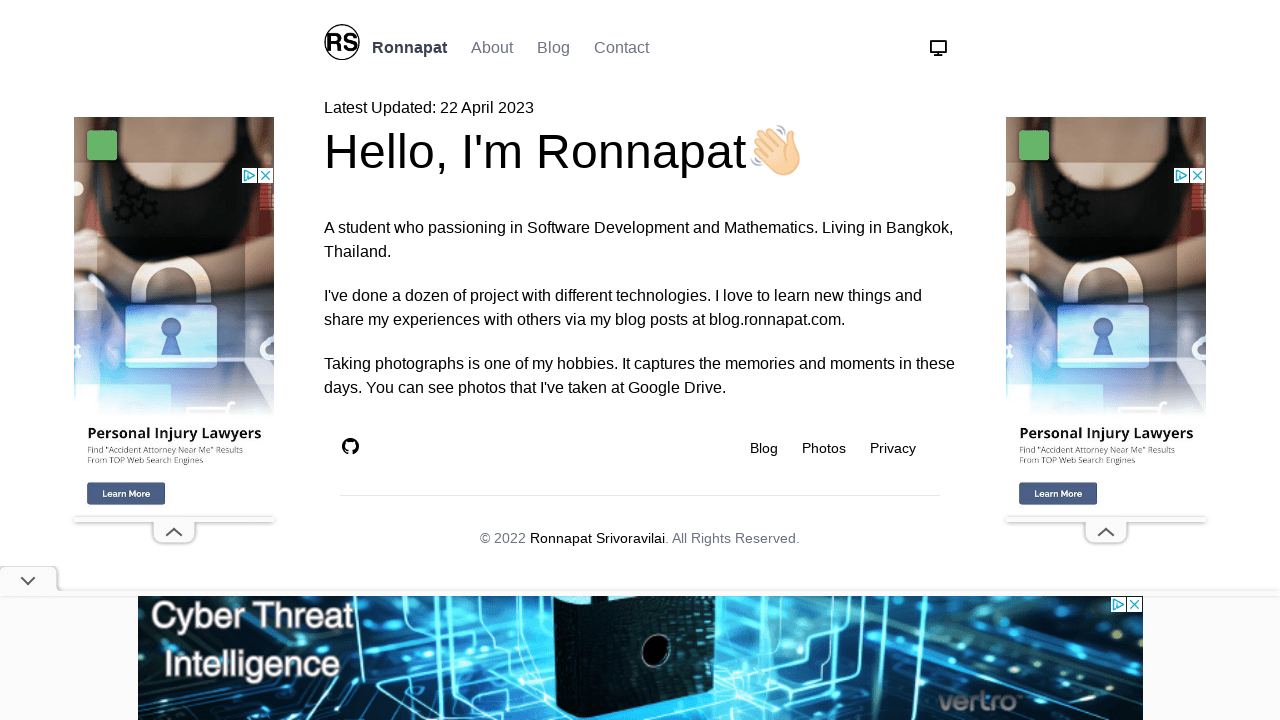 RS
Ronnapat About Blog Contact
Latest Updated: 22 April 2023
Hello, I'm Ronnapat
A student who passioning in Software Development and Mathematics. Living in Bangkok,
Thailand.
I've done a dozen of project with different technologies. I love to learn new things and
share my experiences with others via my blog posts at blog.ronnapat.com.
Taking photographs is one of my hobbies. It captures the memories and moments in these
days. You can see photos that I've taken at Google Drive.
Blog Photos Privacy
© 2022 Ronnapat Srivoravilai. All Rights Reserved.
Personal Injury Lawyers
Find "Accident Attorney Near Me" Results
From TOP Web Search Engines
Learn More
Personal Injury Lawyers
Find "Accident Attorney Near Me" Results
From TOP Web Search Engines
Learn More
Cyber Threat
Intelligence
vertro